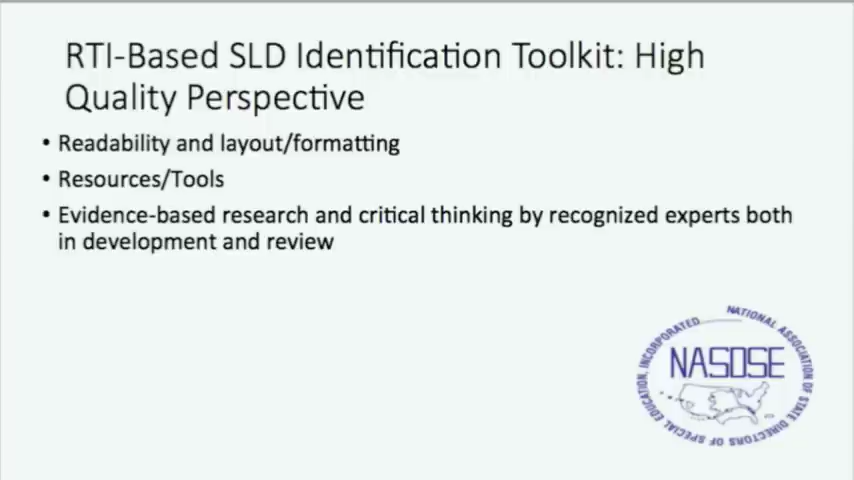 RTI-Based SLD Identification Toolkit: High
Quality Perspective
• Readability and layout/formatting
• Resources/Tools
• Evidence-based research and critical thinking by recognized experts both
in development and review
NATIONAL ASSOCIATION OF STATE DIRECTORS OF SPECIAL EDUCATION, INCORPORATED
NASDSE